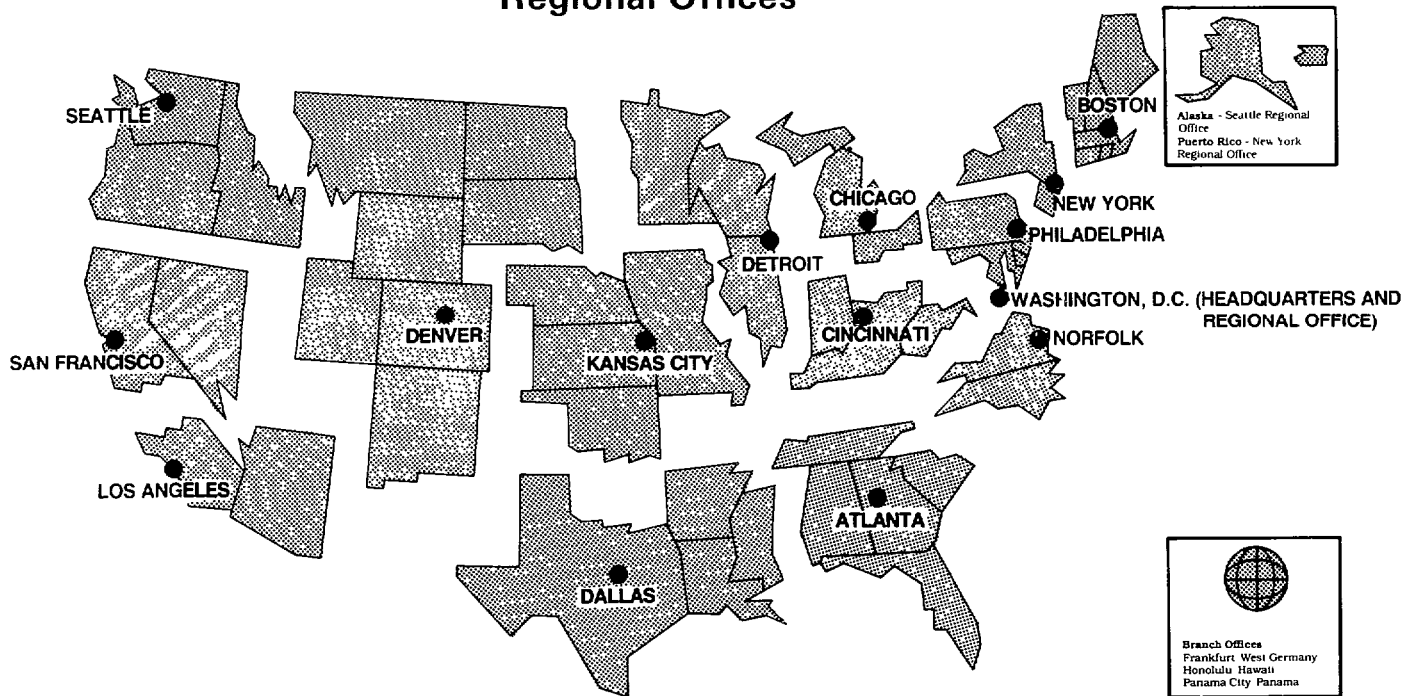 Regional Offices
SEATTLE
BOSTON
Alaska - Seattle Regional
Office
Puerto Rico - New York
Regional Office
CHICAGO
NEW YORK
PHILADELPHIA
DETROIT
WASHINGTON, D.C. (HEADQUARTERS AND
REGIONAL OFFICE)
DENVER
CINCINNATI
NORFOLK
SAN FRANCISCO
KANSAS CITY
LOS ANGELES
ATLANTA
DALLAS
Branch Offices
Frankfurt West Germany
Honolulu Hawaii
Panama City Panama